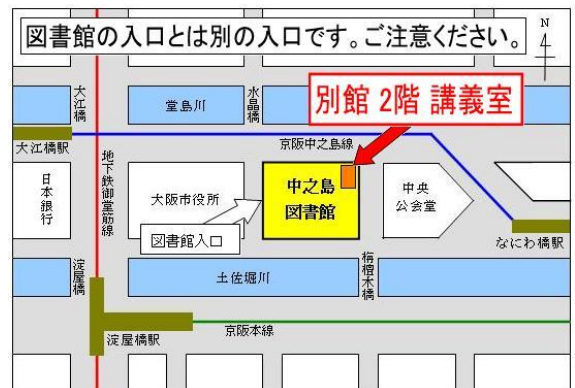 図書館の入口とは別の入口です。ご注意ください。
N
大江橋
堂島川
水晶橋
別館 2階 講義室
大江橋駅
京阪中之島線
地下鉄御堂筋線
日本銀行
大阪市役所
中之島
図書館
中央
公会堂
図書館入口
なにわ橋駅
淀屋橋
土佐堀川
栴檀木橋
淀屋橋駅
京阪本線